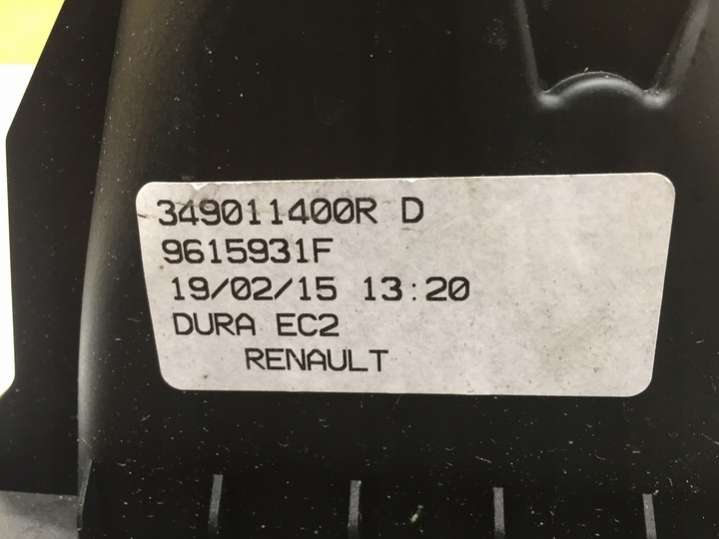 349011400R D
9615931F
19/02/15 13:20
DURA EC2
RENAULT